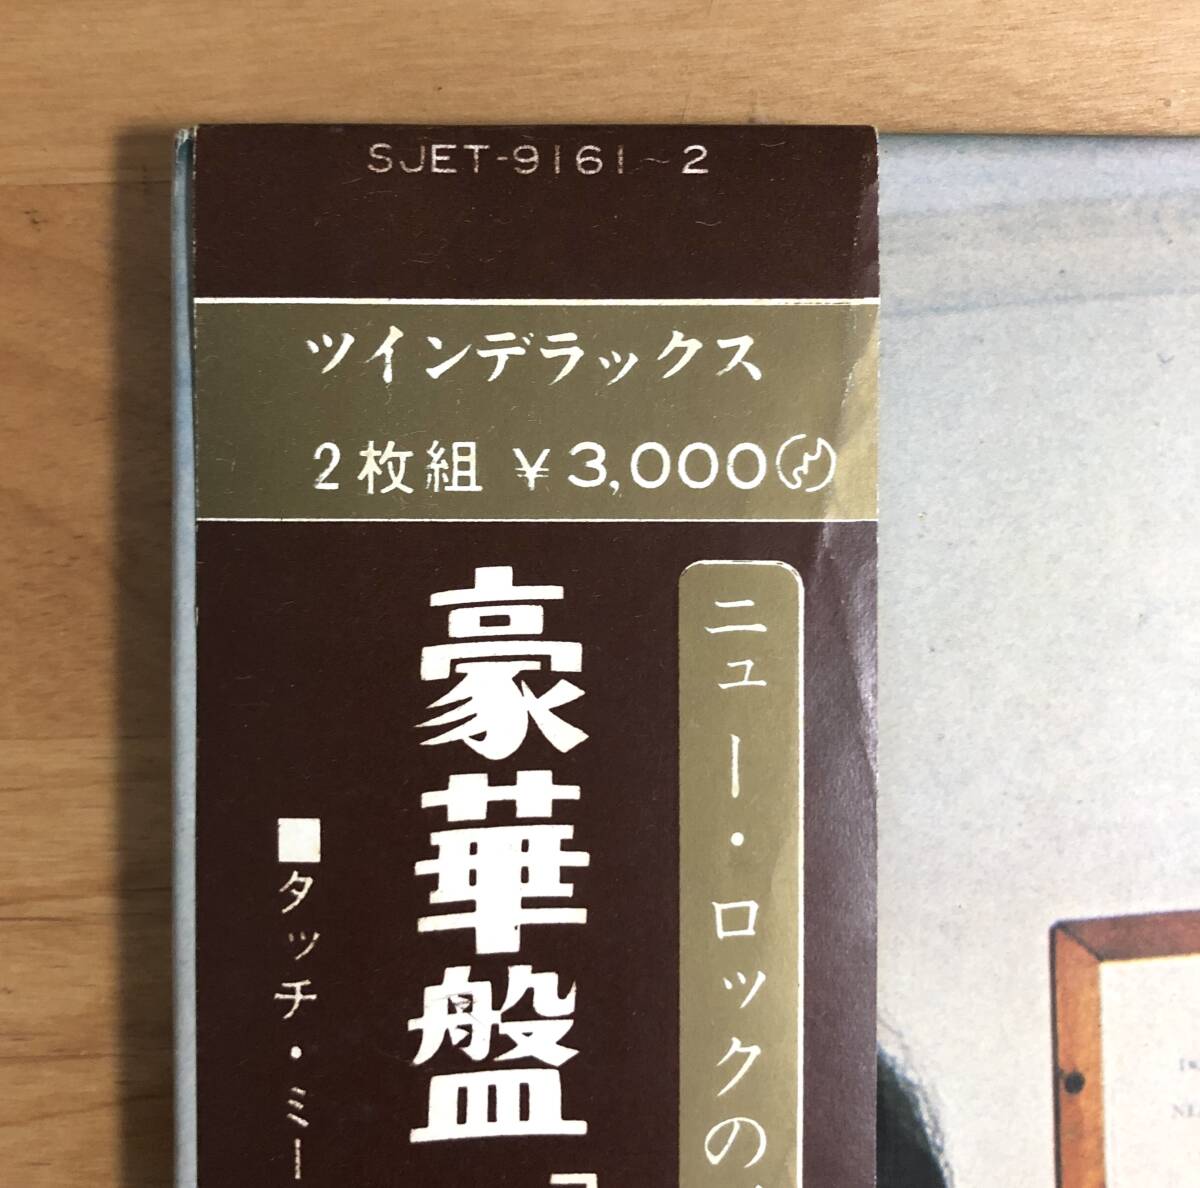 SJET-9161~2
ツインデラックス
2枚組 ¥3,000
ニュー・ロックの
豪華盤
■タッチ・ミー